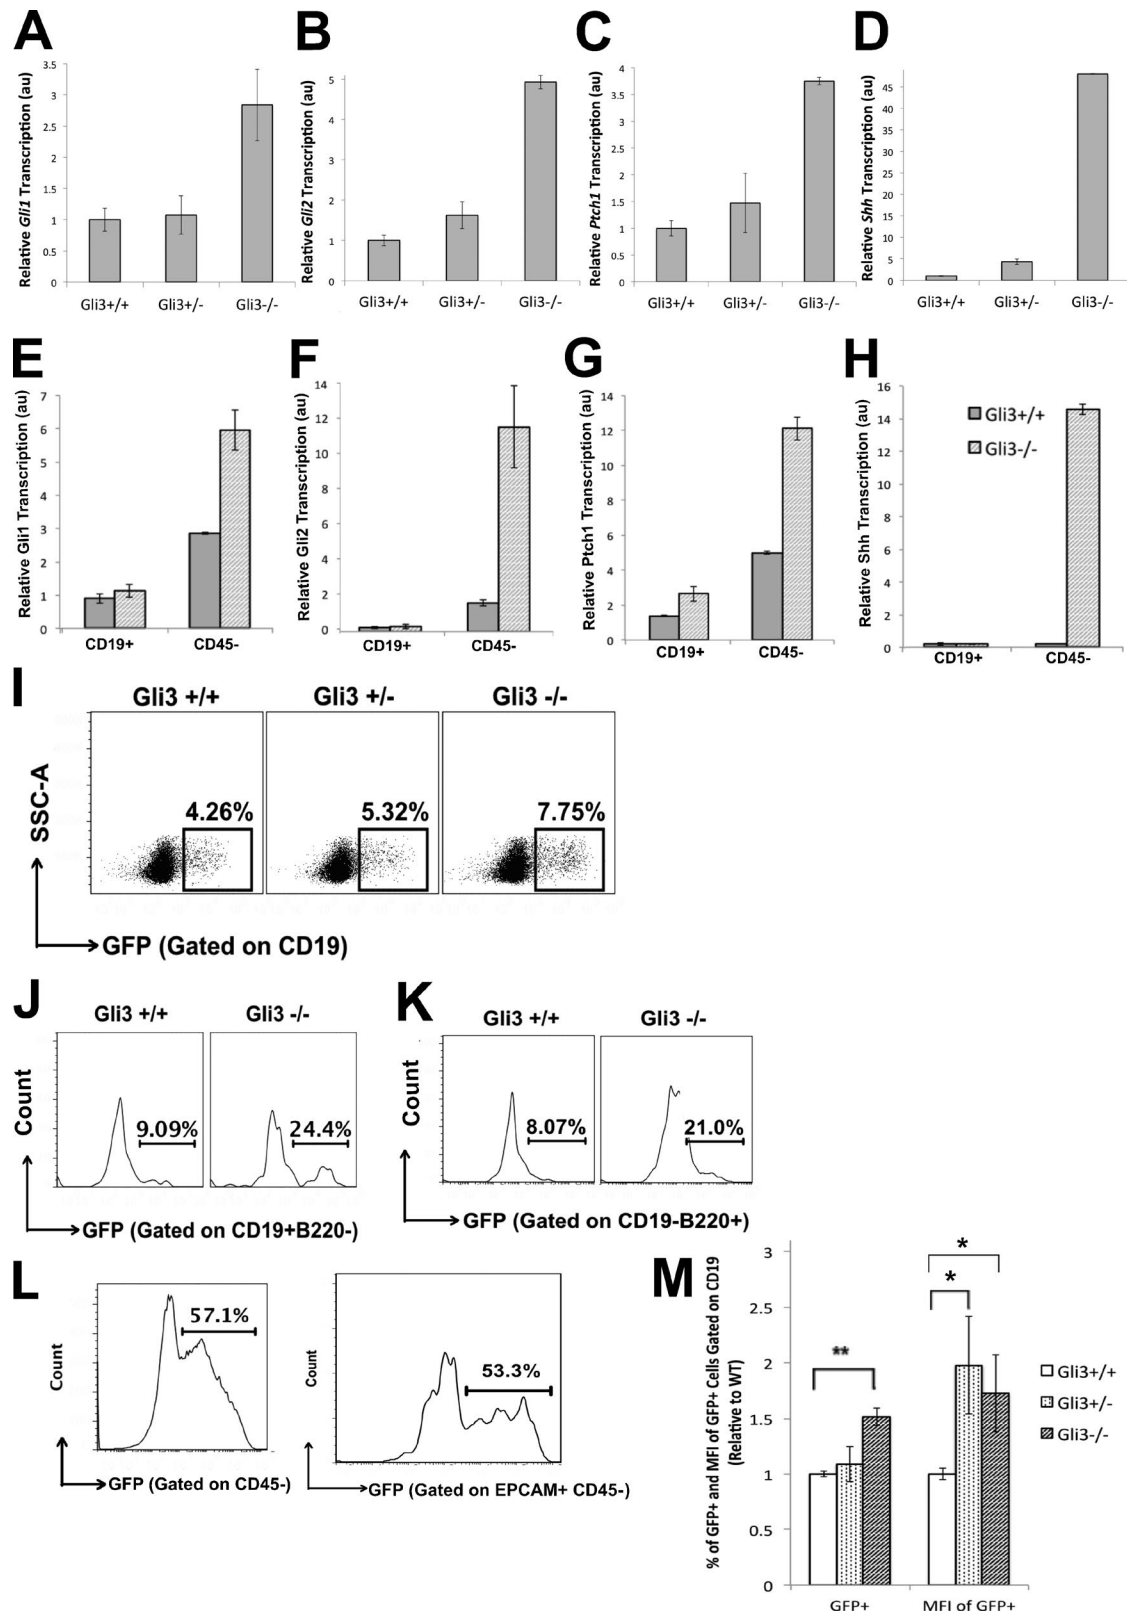 A
B
C
D
Relative Gli1 Transcription (au)
3.5
3
2.5
2
1.5
1
0.5
0
Gli3+/+ Gli3+/- Gli3-/-
Relative Gli2 Transcription (au)
5
4
3
2
1
0
Gli3+/+ Gli3+/- Gli3-/-
Relative Ptch1 Transcription (au)
4
3.5
3
2.5
2
1.5
1
0.5
0
Gli3+/+ Gli3+/- Gli3-/-
Relative Shh Transcription (au)
45
40
35
30
25
20
15
10
5
0
Gli3+/+ Gli3+/- Gli3-/-
E
F
G
H
Relative Gli1 Transcription (au)
7
6
5
4
3
2
1
0
CD19+ CD45-
Relative Gli2 Transcription (au)
14
12
10
8
6
4
2
0
CD19+ CD45-
Relative Ptch1 Transcription (au)
14
12
10
8
6
4
2
0
CD19+ CD45-
Relative Shh Transcription (au)
16
14
12
10
8
6
4
2
0
Gli3+/+
Gli3-/-
CD19+ CD45-
I
Gli3 +/+ Gli3 +/- Gli3 -/-
SSC-A
4.26% 5.32% 7.75%
GFP (Gated on CD19)
J
Gli3 +/+ Gli3 -/-
Count
9.09% 24.4%
GFP (Gated on CD19+B220-)
K
Gli3 +/+ Gli3 -/-
Count
8.07% 21.0%
GFP (Gated on CD19-B220+)
L
Count
57.1%
GFP (Gated on CD45-)
Count
53.3%
GFP (Gated on EPCAM+ CD45-)
M
% of GFP+ and MFI of GFP+ Cells Gated on CD19
(Relative to WT)
3
2.5
2
1.5
1
0.5
0
**
*
*
Gli3+/+
Gli3+/-
Gli3-/-
GFP+ MFI of GFP+